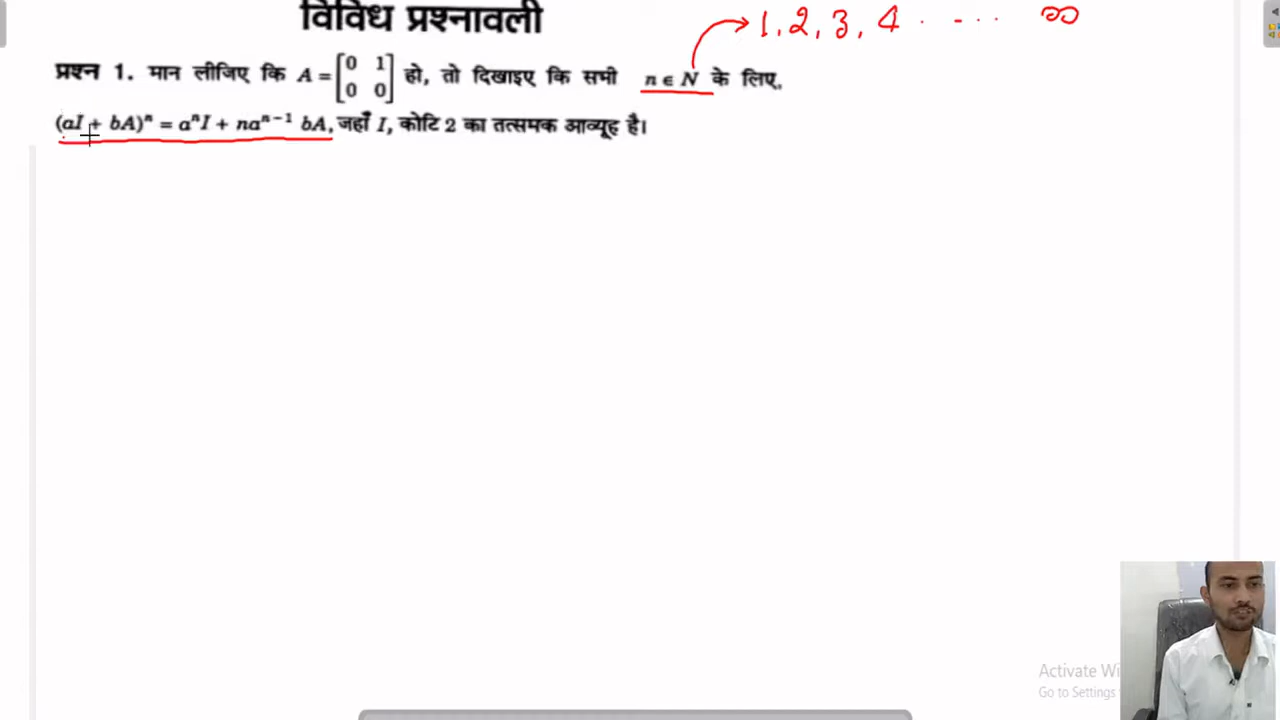 विविध प्रश्नावली
1, 2, 3, 4 . - . . . ∞
प्रश्न 1. मान लीजिए कि A = [0 1 0 0] हो, तो दिखाइए कि सभी n ∈ N के लिए,
(aI + bA)ⁿ = aⁿI + naⁿ⁻¹ bA, जहाँ I, कोटि 2 का तत्समक आव्यूह है।
Activate Wi
Go to Settings